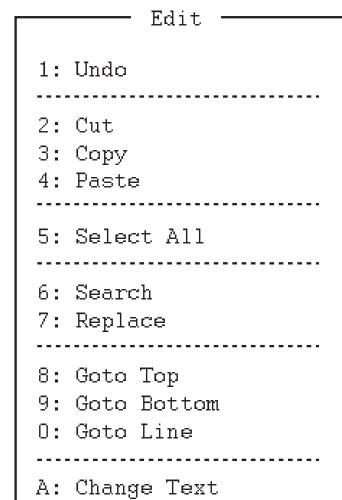 Edit
1: Undo
2: Cut
3: Copy
4: Paste
5: Select All
6: Search
7: Replace
8: Goto Top
9: Goto Bottom
0: Goto Line
A: Change Text